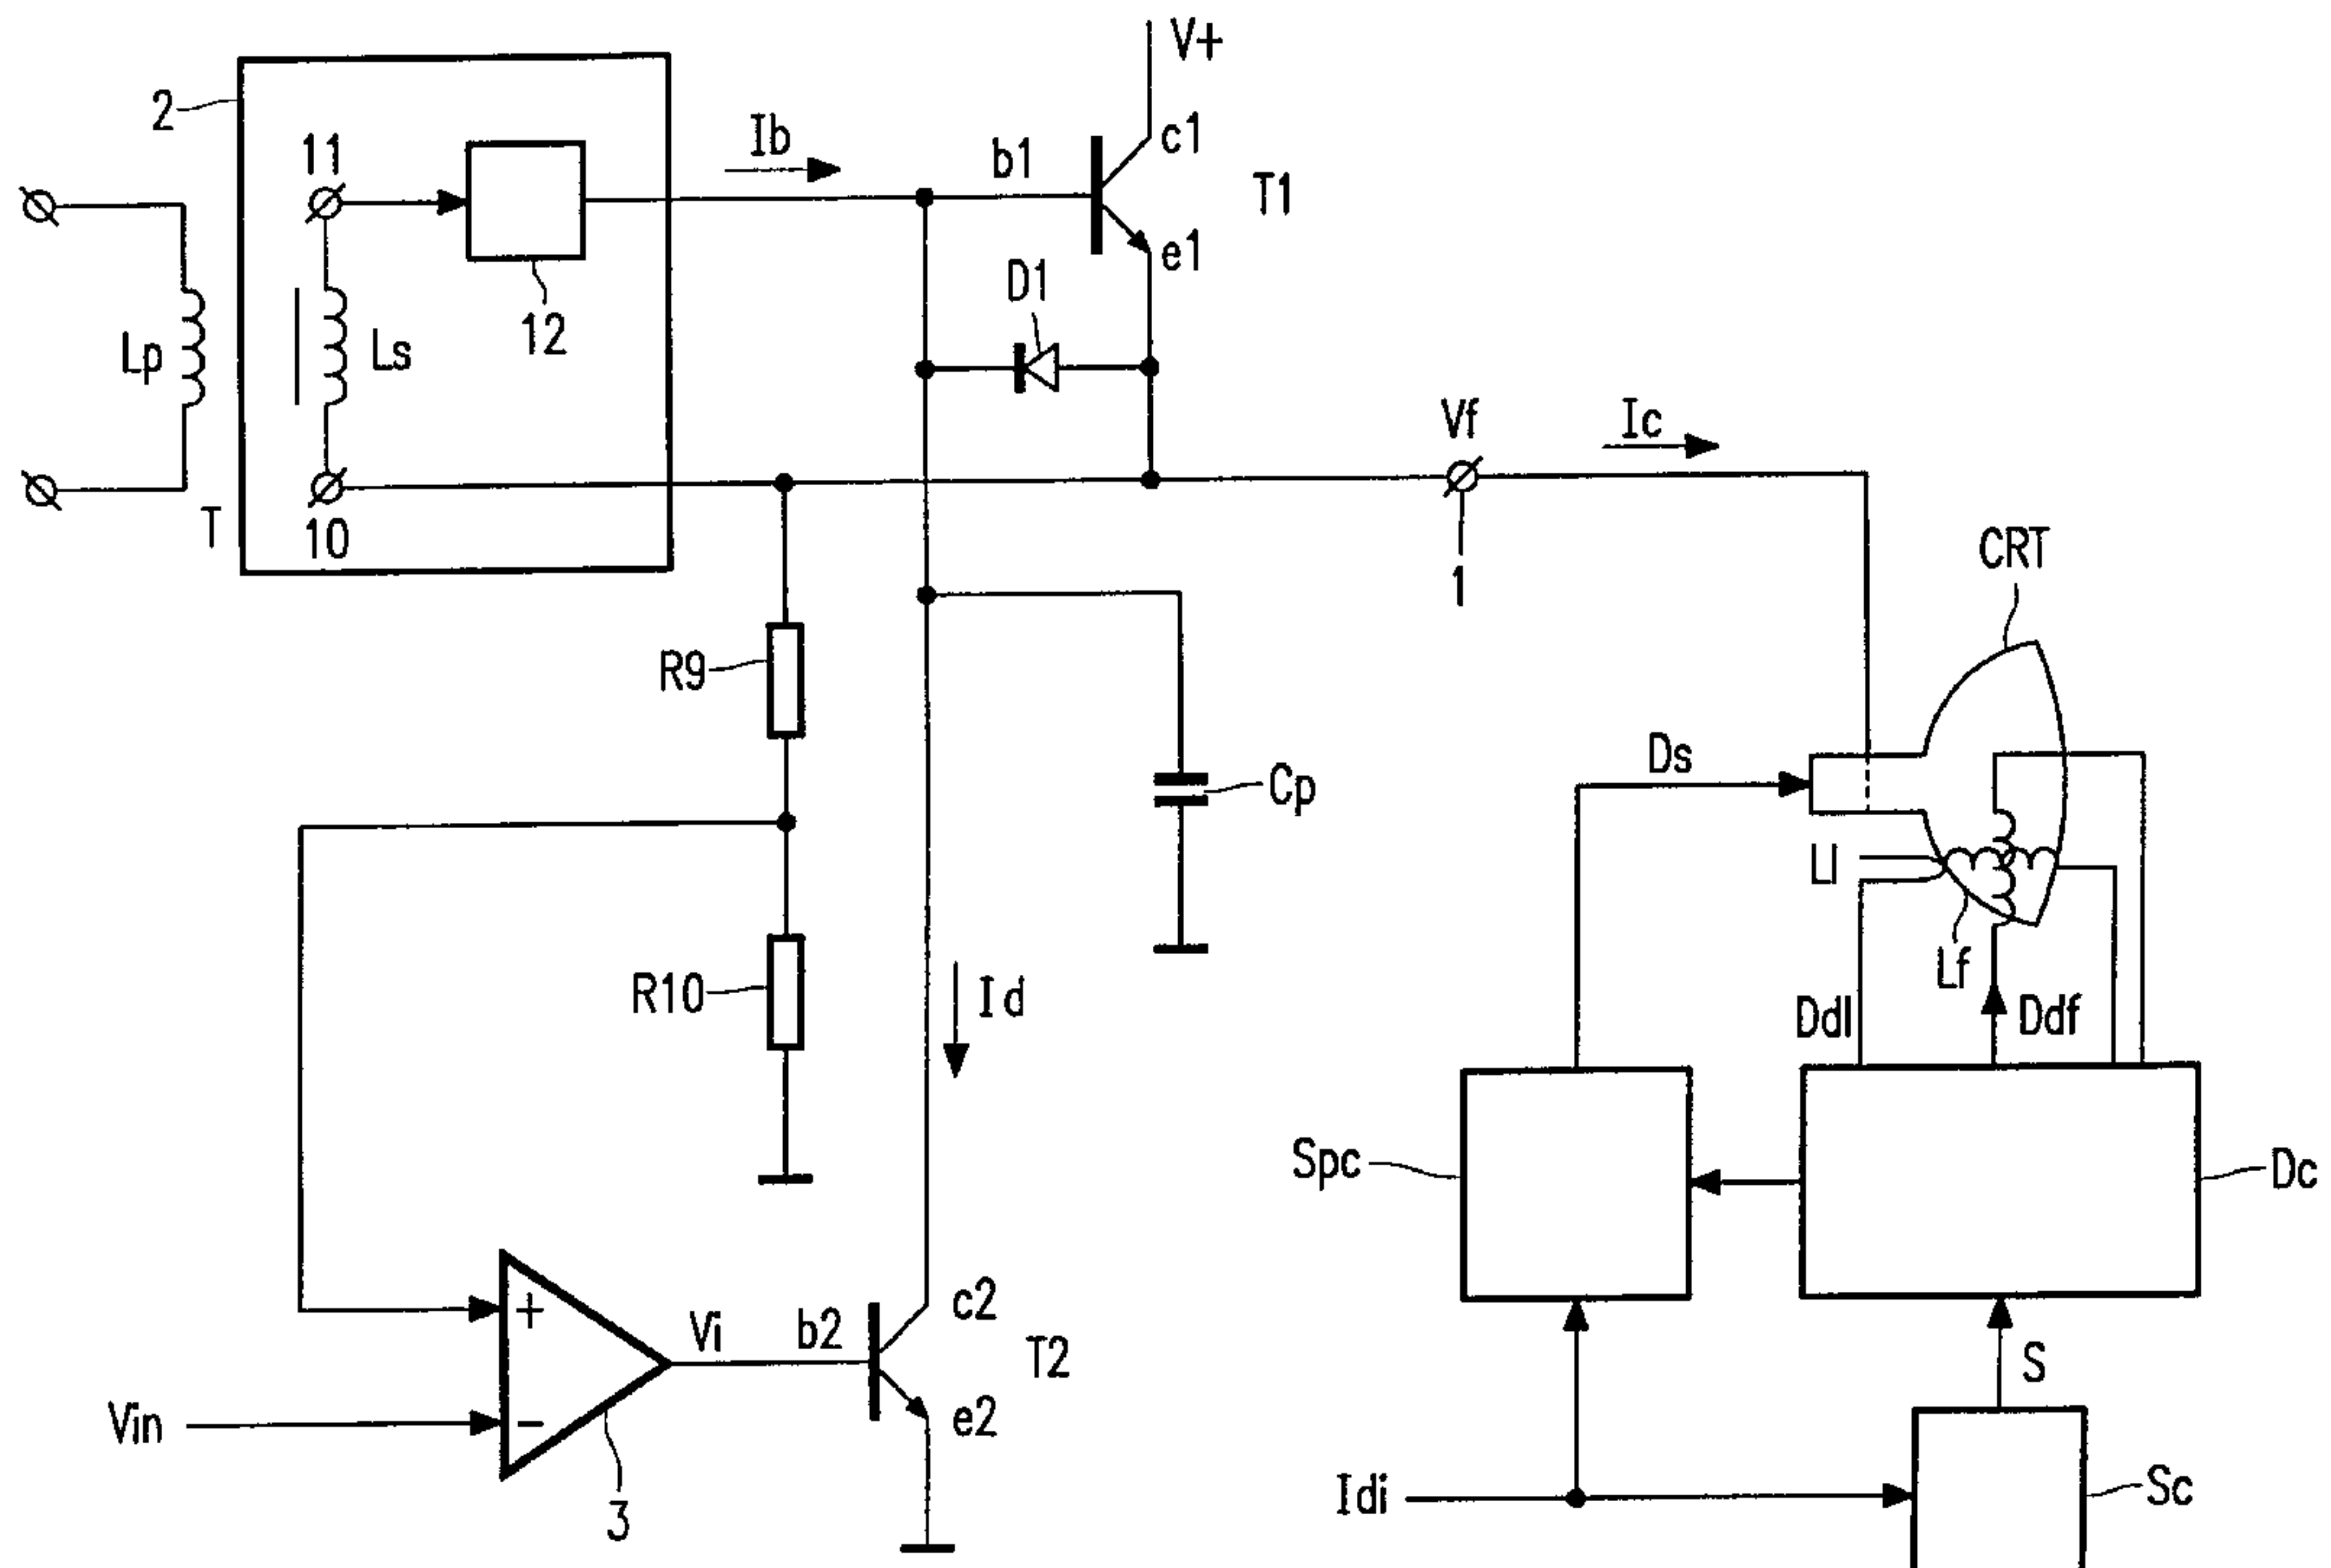 V+
2
11
Ib
b1
c1
T1
e1
D1
12
Lp
Ls
Vf
Ic
T
10
1
CRT
R9
Ds
Cp
Ll
Lf
R10
Id
Ddl
Ddf
Spc
Dc
+
c2
Vi
b2
T2
S
Vin
−
e2
3
Idi
Sc